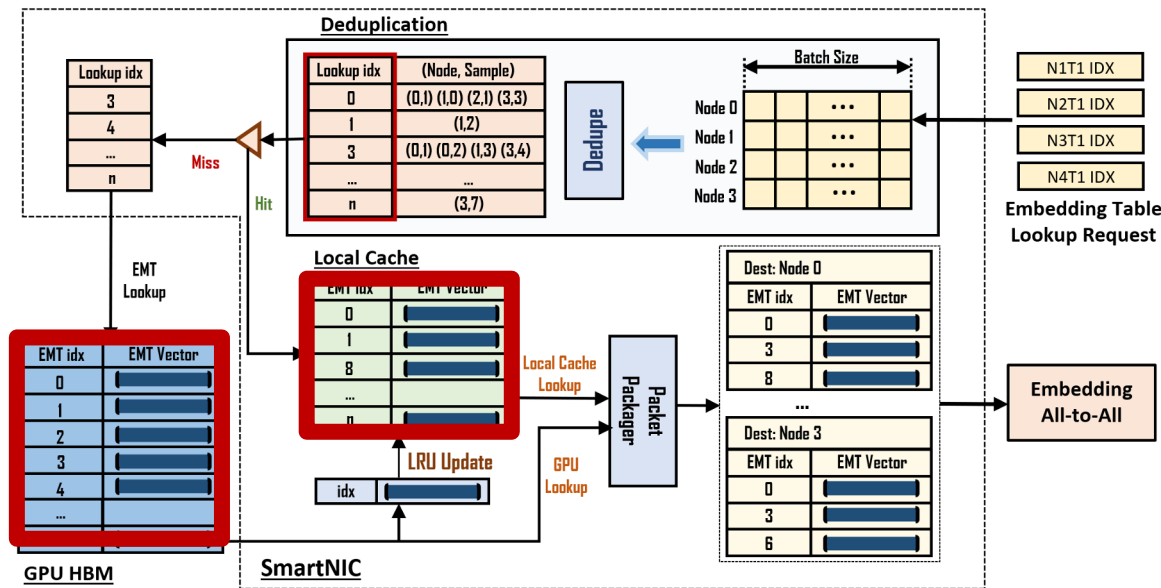 Deduplication
Lookup idx
3
4
...
n
Miss
Hit
Lookup idx (Node, Sample)
0 (0,1) (1,0) (2,1) (3,3)
1 (1,2)
3 (0,1) (0,2) (1,3) (3,4)
... ...
n (3,7)
Dedupe
Batch Size
Node 0 ...
Node 1
Node 2 ...
Node 3 ...
N1T1 IDX
N2T1 IDX
N3T1 IDX
N4T1 IDX
Embedding Table
Lookup Request
EMT
Lookup
EMT idx EMT Vector
0
1
2
3
4
...
GPU HBM
Local Cache
EMT idx EMT Vector
0
1
8
...
n
LRU Update
idx
SmartNIC
Local Cache
Lookup
GPU
Lookup
Packet
Packager
Dest: Node 0
EMT idx EMT Vector
0
3
8
...
Dest: Node 3
EMT idx EMT Vector
0
3
6
Embedding
All-to-All